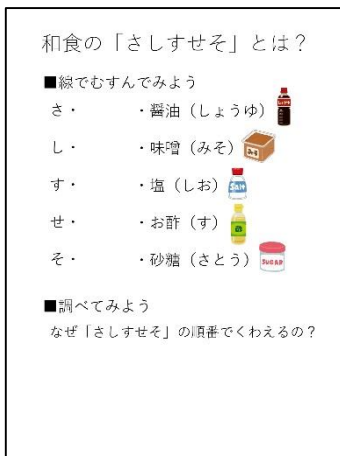 和食の「さしすせそ」とは？
■線でむすんでみよう
さ・ ・醤油（しょうゆ）
し・ ・味噌（みそ）
す・ ・塩（しお）
Salt
せ・ ・お酢（す）
そ・ ・砂糖（さとう）
SUGAR
■調べてみよう
なぜ「さしすせそ」の順番でくわえるの？